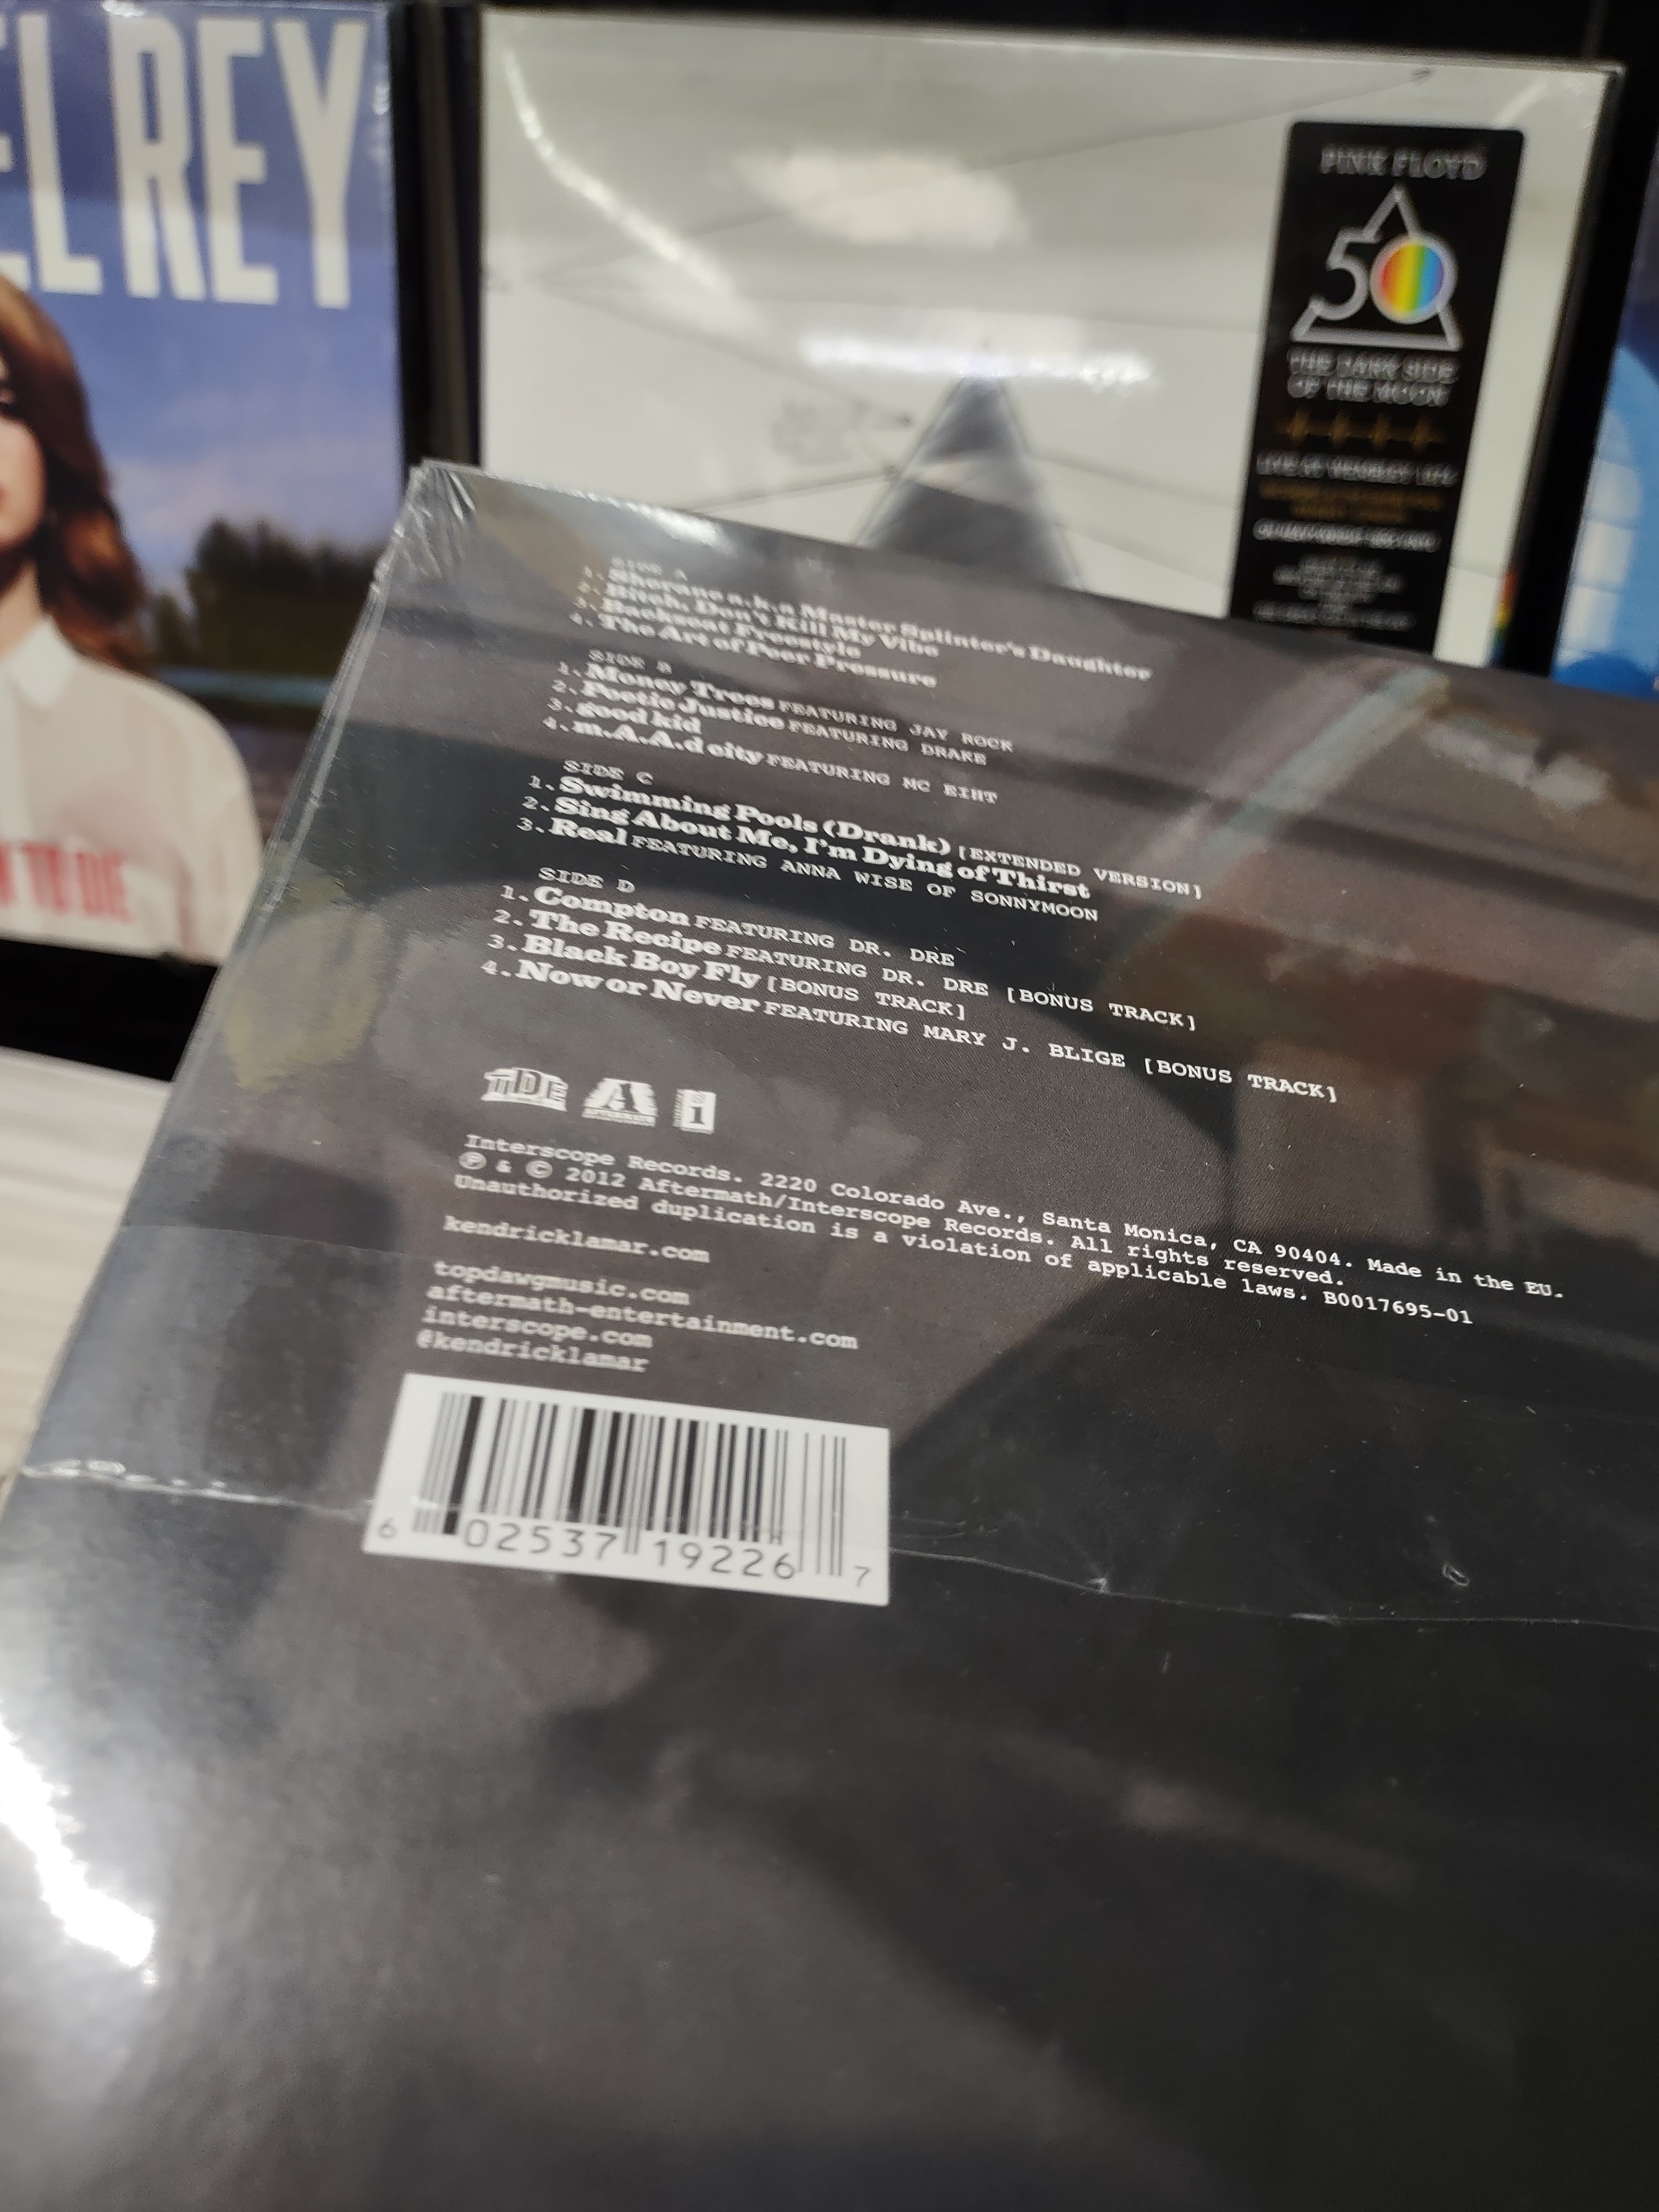 EL REY
N TO DIE
PINK FLOYD
50
THE DARK SIDE
OF THE MOON
LIVE AT WEMBLEY 1974
SIDE A
1. Sherane a.k.a Master Splinter's Daughter
2. Bitch, Don't Kill My Vibe
3. Backseat Freestyle
4. The Art of Peer Pressure
SIDE B
1. Money Trees FEATURING JAY ROCK
2. Poetic Justice FEATURING DRAKE
3. good kid
4. m.A.A.d city FEATURING MC EIHT
SIDE C
1. Swimming Pools (Drank) [EXTENDED VERSION]
2. Sing About Me, I'm Dying of Thirst
3. Real FEATURING ANNA WISE OF SONNYMOON
SIDE D
1. Compton FEATURING DR. DRE
2. The Recipe FEATURING DR. DRE [BONUS TRACK]
3. Black Boy Fly [BONUS TRACK]
4. Now or Never FEATURING MARY J. BLIGE [BONUS TRACK]
TDE A i
Interscope Records. 2220 Colorado Ave., Santa Monica, CA 90404. Made in the EU.
℗ & © 2012 Aftermath/Interscope Records. All rights reserved.
Unauthorized duplication is a violation of applicable laws. B0017695-01
kendricklamar.com
topdawgmusic.com
aftermath-entertainment.com
interscope.com
@kendricklamar
6 02537 19226 7